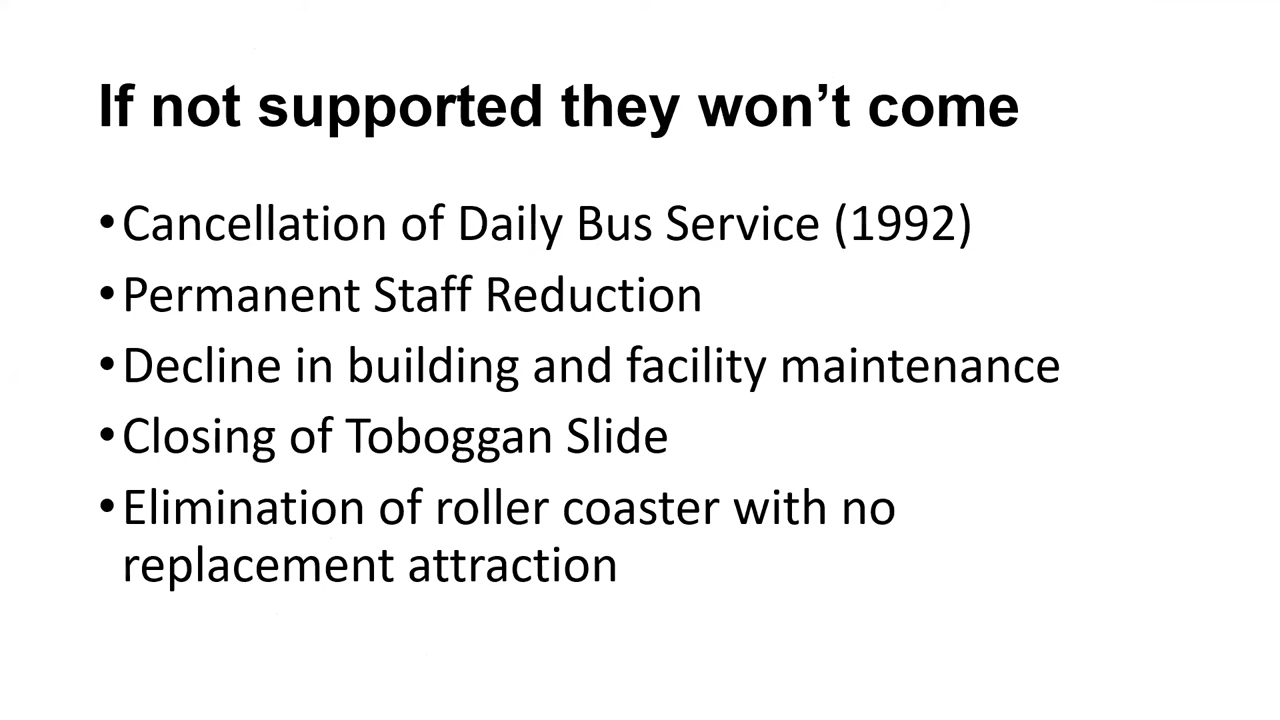 If not supported they won’t come
•Cancellation of Daily Bus Service (1992)
•Permanent Staff Reduction
•Decline in building and facility maintenance
•Closing of Toboggan Slide
•Elimination of roller coaster with no
replacement attraction